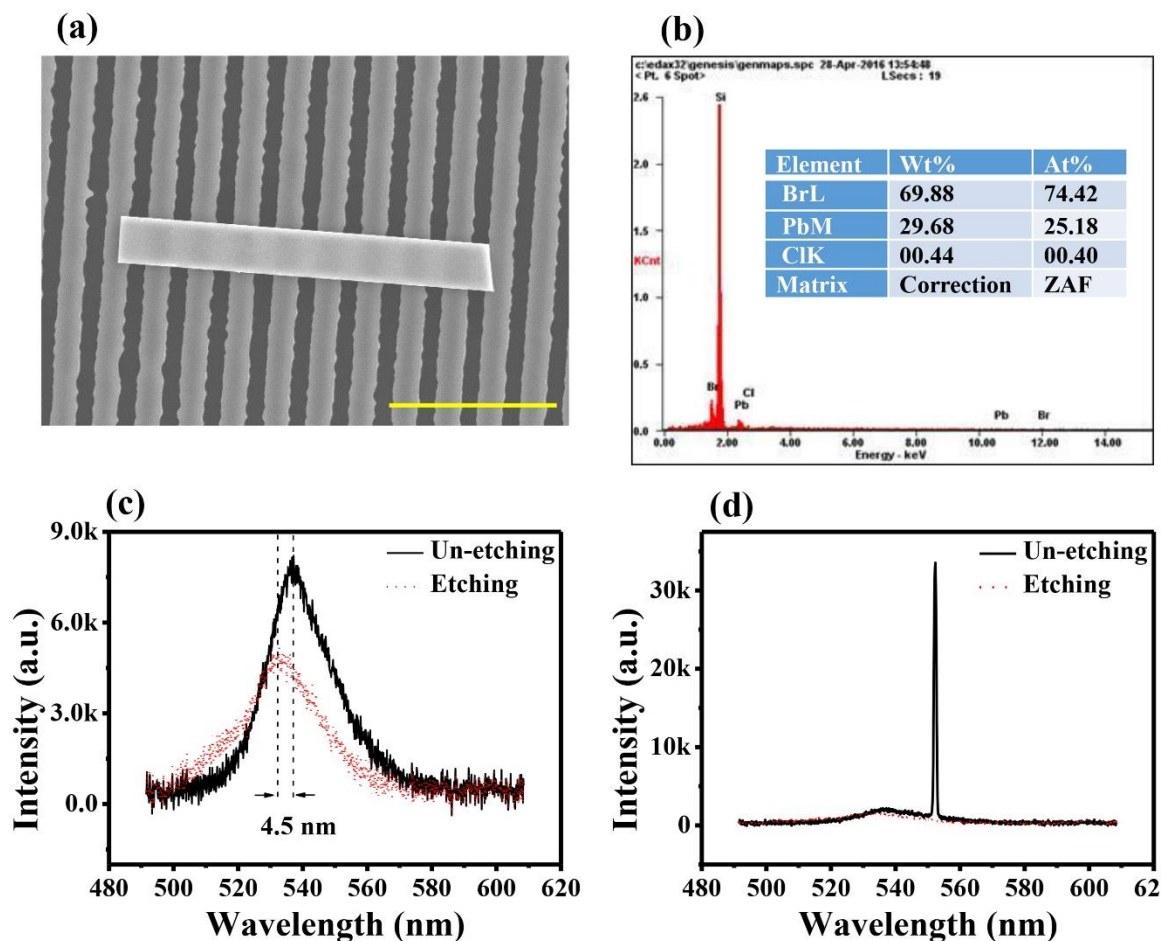 (a)
(b)
c:\edax32\genesis\genmaps.spc 28-Apr-2016 13:54:48
< Pt. 6 Spot> LSecs : 19
2.6
2.0
1.5
KCnt
1.0
0.5
0.0
Si
Br
Pb
Cl
Pb
Br
0.00 2.00 4.00 6.00 8.00 10.00 12.00 14.00
Energy - keV
Element Wt% At%
BrL 69.88 74.42
PbM 29.68 25.18
ClK 00.44 00.40
Matrix Correction ZAF
(c)
9.0k
6.0k
3.0k
0.0
Intensity (a.u.)
Un-etching
Etching
4.5 nm
480 500 520 540 560 580 600 620
Wavelength (nm)
(d)
30k
20k
10k
0
Intensity (a.u.)
Un-etching
Etching
480 500 520 540 560 580 600 62
Wavelength (nm)